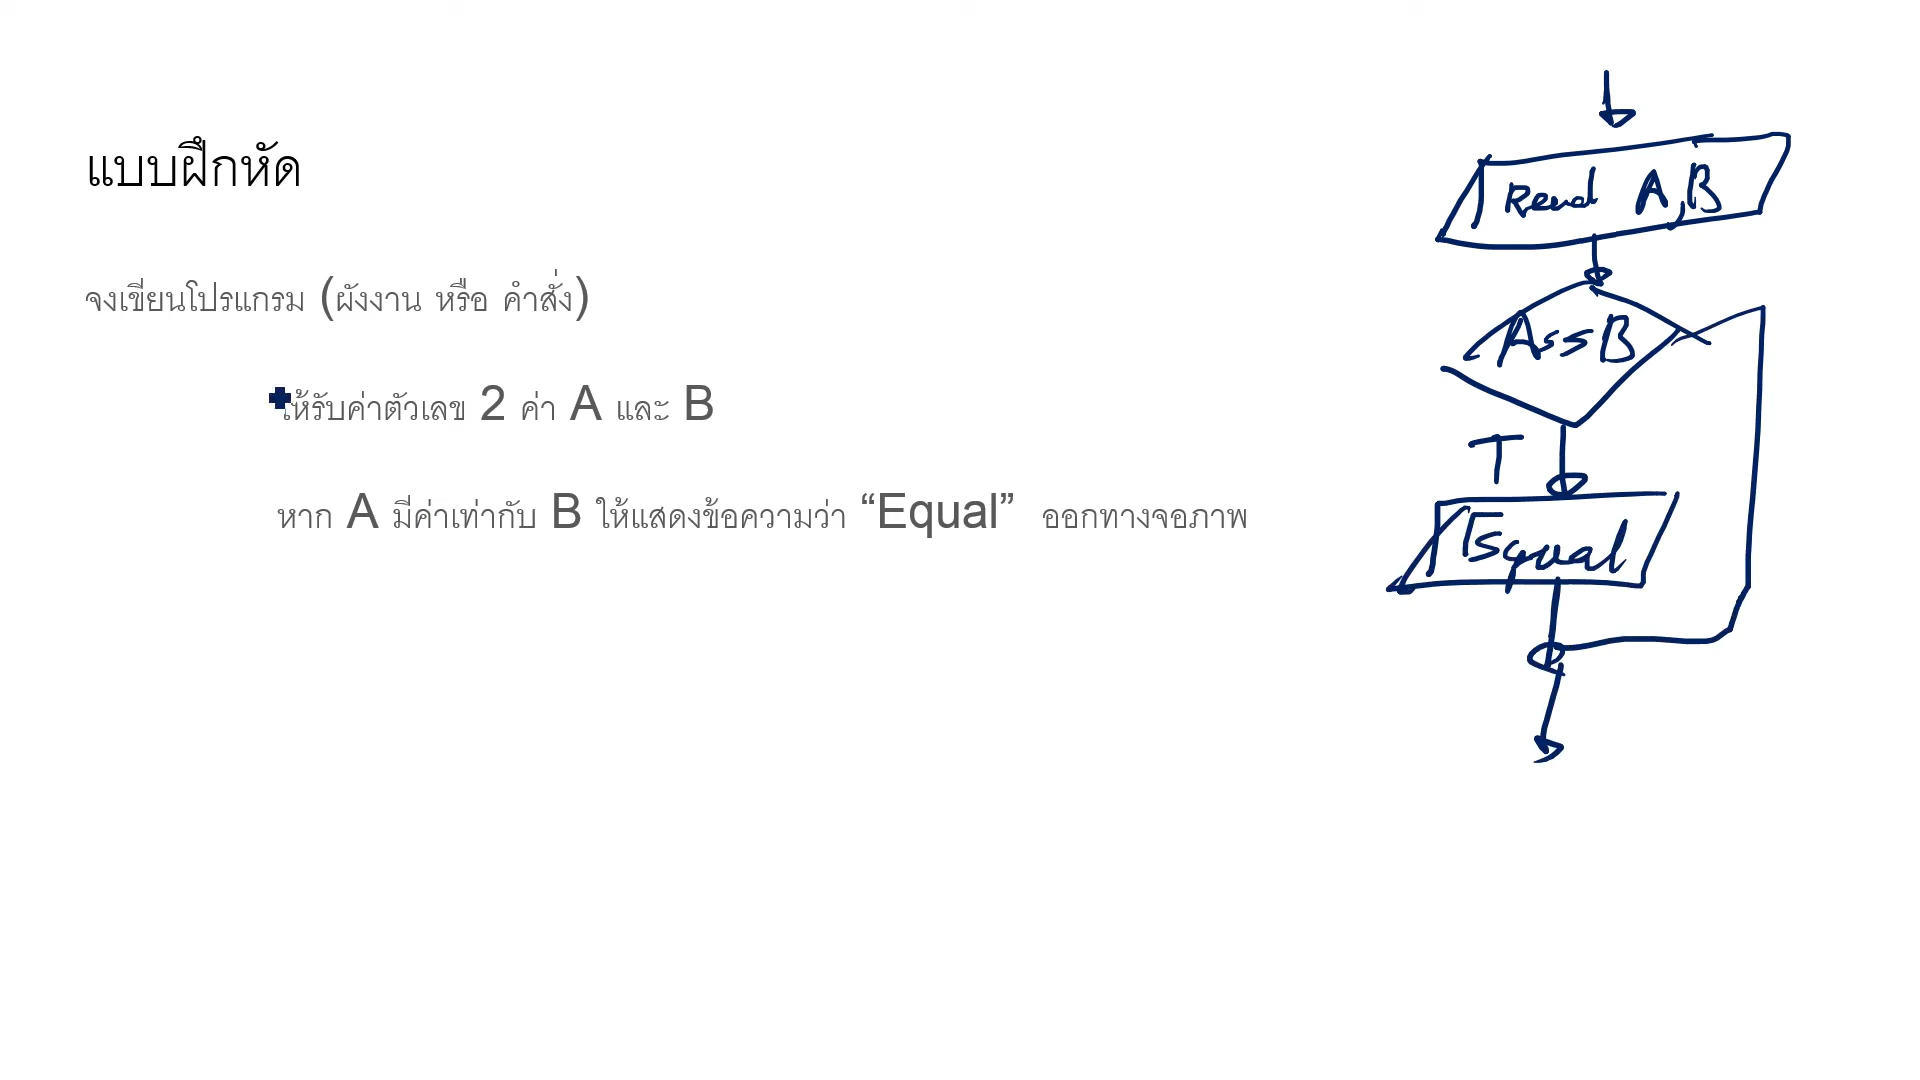 แบบฝึกหัด
จงเขียนโปรแกรม (ผังงาน หรือ คำสั่ง)
ให้รับค่าตัวเลข 2 ค่า A และ B
หาก A มีค่าเท่ากับ B ให้แสดงข้อความว่า “Equal” ออกทางจอภาพ
Read A,B
A==B
T
Equal